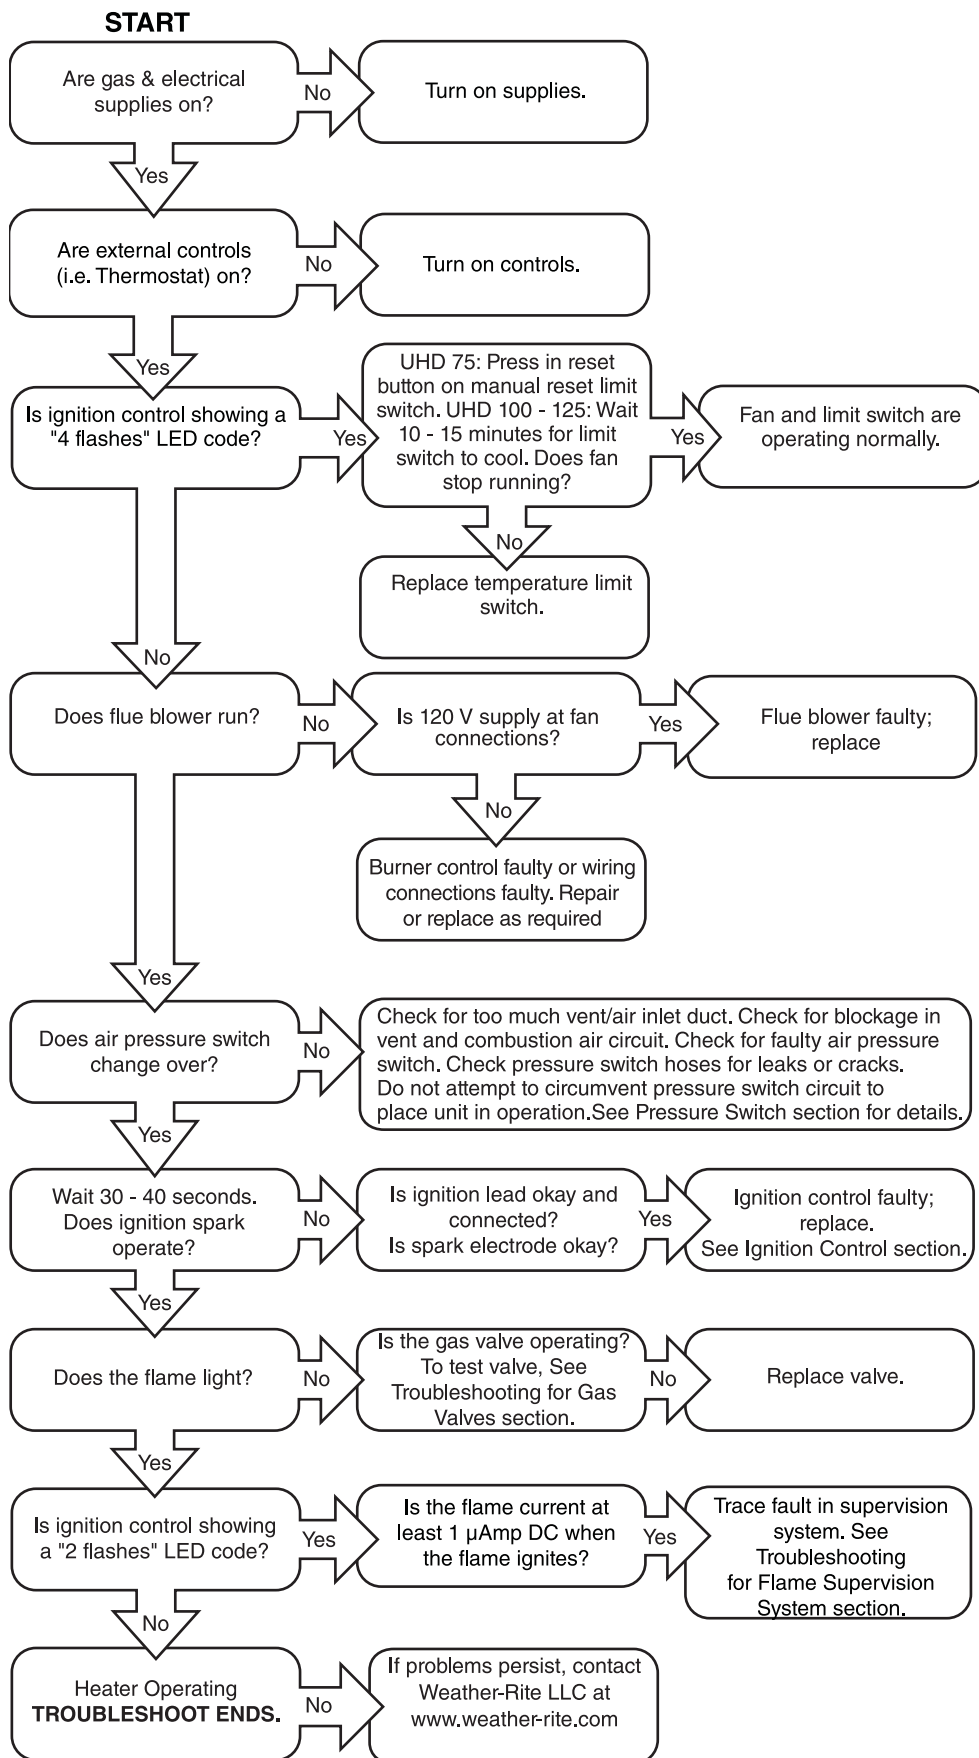 START
Are gas & electrical
supplies on?
No
Turn on supplies.
Yes
Are external controls
(i.e. Thermostat) on?
No
Turn on controls.
Yes
Is ignition control showing a
"4 flashes" LED code?
Yes
UHD 75: Press in reset
button on manual reset limit
switch. UHD 100 - 125: Wait
10 - 15 minutes for limit
switch to cool. Does fan
stop running?
Yes
Fan and limit switch are
operating normally.
No
Replace temperature limit
switch.
No
Does flue blower run?
No
Is 120 V supply at fan
connections?
Yes
Flue blower faulty;
replace
No
Burner control faulty or wiring
connections faulty. Repair
or replace as required
Yes
Does air pressure switch
change over?
No
Check for too much vent/air inlet duct. Check for blockage in
vent and combustion air circuit. Check for faulty air pressure
switch. Check pressure switch hoses for leaks or cracks.
Do not attempt to circumvent pressure switch circuit to
place unit in operation.See Pressure Switch section for details.
Yes
Wait 30 - 40 seconds.
Does ignition spark
operate?
No
Is ignition lead okay and
connected?
Is spark electrode okay?
Yes
Ignition control faulty;
replace.
See Ignition Control section.
Yes
Does the flame light?
No
Is the gas valve operating?
To test valve, See
Troubleshooting for Gas
Valves section.
No
Replace valve.
Yes
Is ignition control showing
a "2 flashes" LED code?
Yes
Is the flame current at
least 1 µAmp DC when
the flame ignites?
Yes
Trace fault in supervision
system. See
Troubleshooting
for Flame Supervision
System section.
No
Heater Operating
TROUBLESHOOT ENDS.
No
If problems persist, contact
Weather-Rite LLC at
www.weather-rite.com